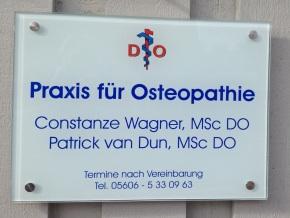 D O
Praxis für Osteopathie
Constanze Wagner, MSc DO
Patrick van Dun, MSc DO
Termine nach Vereinbarung
Tel. 05606 - 5 33 09 63